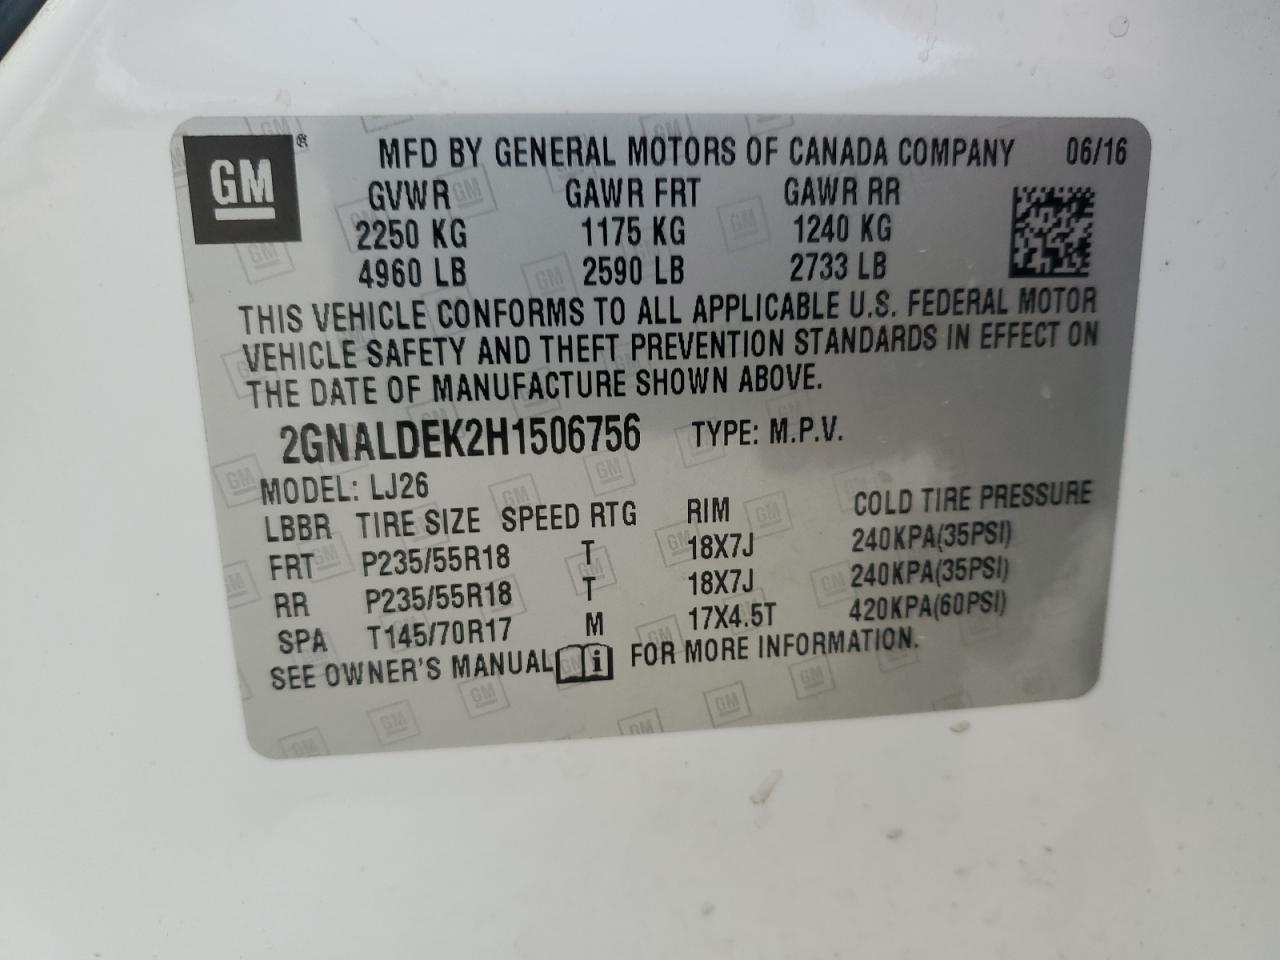 GM ® MFD BY GENERAL MOTORS OF CANADA COMPANY 06/16
GVWR GAWR FRT GAWR RR
2250 KG 1175 KG 1240 KG
4960 LB 2590 LB 2733 LB
THIS VEHICLE CONFORMS TO ALL APPLICABLE U.S. FEDERAL MOTOR
VEHICLE SAFETY AND THEFT PREVENTION STANDARDS IN EFFECT ON
THE DATE OF MANUFACTURE SHOWN ABOVE.
2GNALDEK2H1506756 TYPE: M.P.V.
MODEL: LJ26
LBBR TIRE SIZE SPEED RTG RIM COLD TIRE PRESSURE
FRT P235/55R18 T 18X7J 240KPA(35PSI)
RR P235/55R18 T 18X7J 240KPA(35PSI)
SPA T145/70R17 M 17X4.5T 420KPA(60PSI)
SEE OWNER'S MANUAL i FOR MORE INFORMATION.